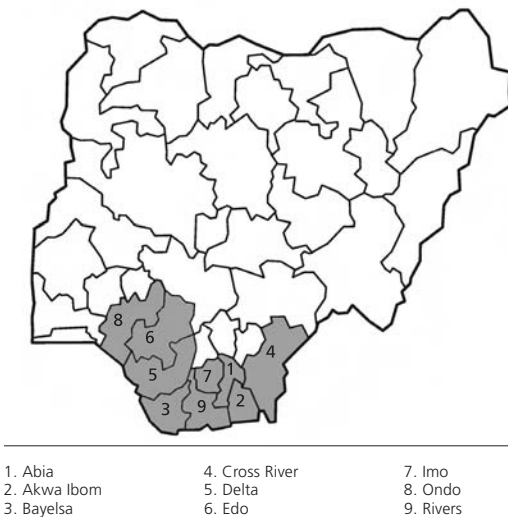 8
6
4
5
1
7
2
3
9
1. Abia
2. Akwa Ibom
3. Bayelsa
4. Cross River
5. Delta
6. Edo
7. Imo
8. Ondo
9. Rivers